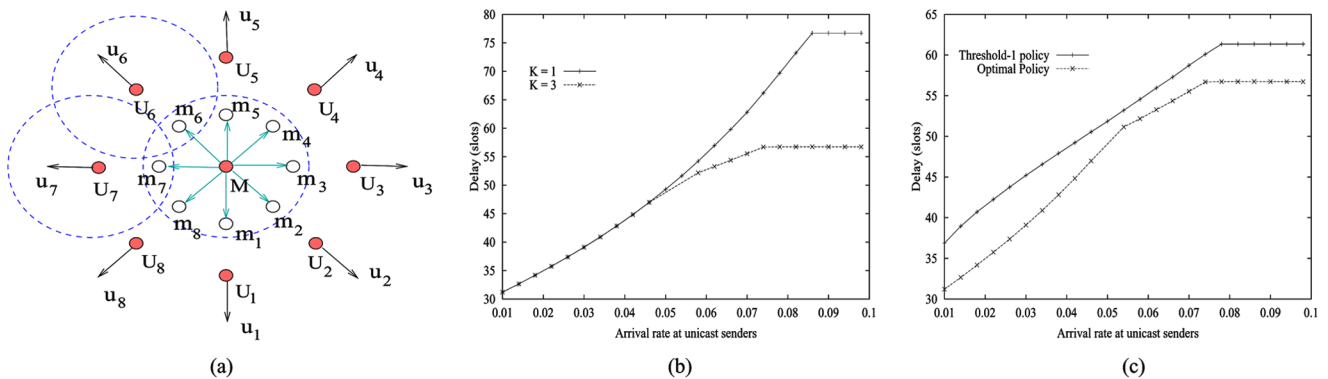 u5
u6
U5
u4
U6
U4
m6
m5
m4
u7
U7
m7
M
m3
U3
u3
m8
m1
m2
U8
U2
u8
U1
u2
u1
(a)
80
75
70
65
60
55
50
45
40
35
30
Delay (slots)
K = 1
K = 3
0.01 0.02 0.03 0.04 0.05 0.06 0.07 0.08 0.09 0.1
Arrival rate at unicast senders
(b)
65
60
55
50
45
40
35
30
Delay (slots)
Threshold-1 policy
Optimal Policy
0.01 0.02 0.03 0.04 0.05 0.06 0.07 0.08 0.09 0.1
Arrival rate at unicast senders
(c)